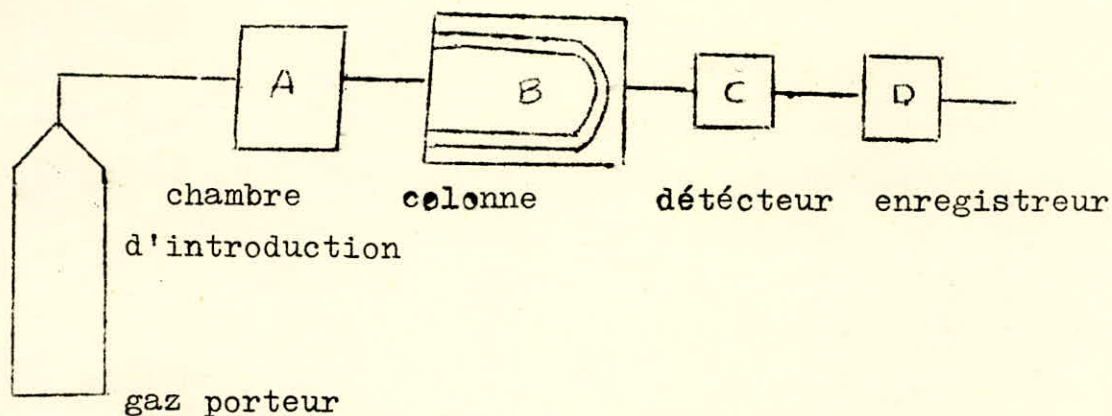 A B C D
chambre colonne détécteur enregistreur
d'introduction
gaz porteur